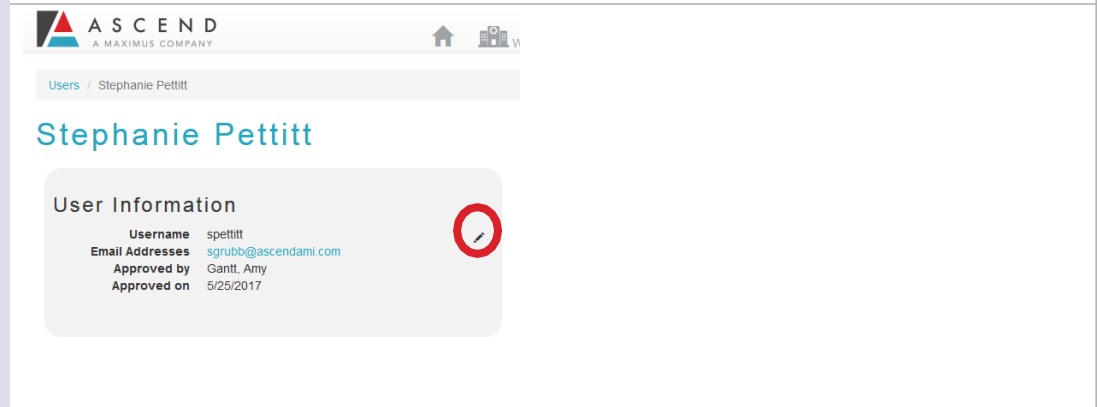 ASCEND
A MAXIMUS COMPANY
W
Users / Stephanie Pettitt
Stephanie Pettitt
User Information
Username spettitt
Email Addresses sgrubb@ascendami.com
Approved by Gantt, Amy
Approved on 5/25/2017